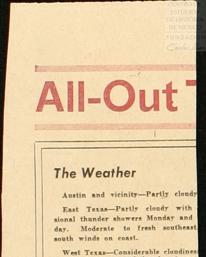 All-Out
The Weather
Austin and vicinity—Partly cloudy
East Texas—Partly cloudy with
sional thunder showers Monday and
day. Moderate to fresh southeast
south winds on coast.
West Texas—Considerable cloudiness